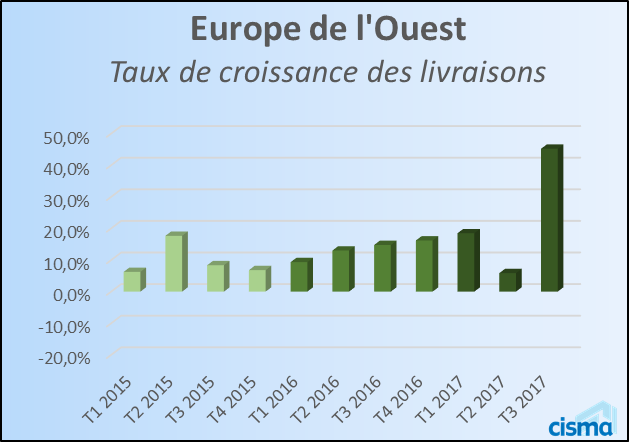 Europe de l'Ouest
Taux de croissance des livraisons
50,0%
40,0%
30,0%
20,0%
10,0%
0,0%
-10,0%
-20,0%
T1 2015
T2 2015
T3 2015
T4 2015
T1 2016
T2 2016
T3 2016
T4 2016
T1 2017
T2 2017
T3 2017
cisma